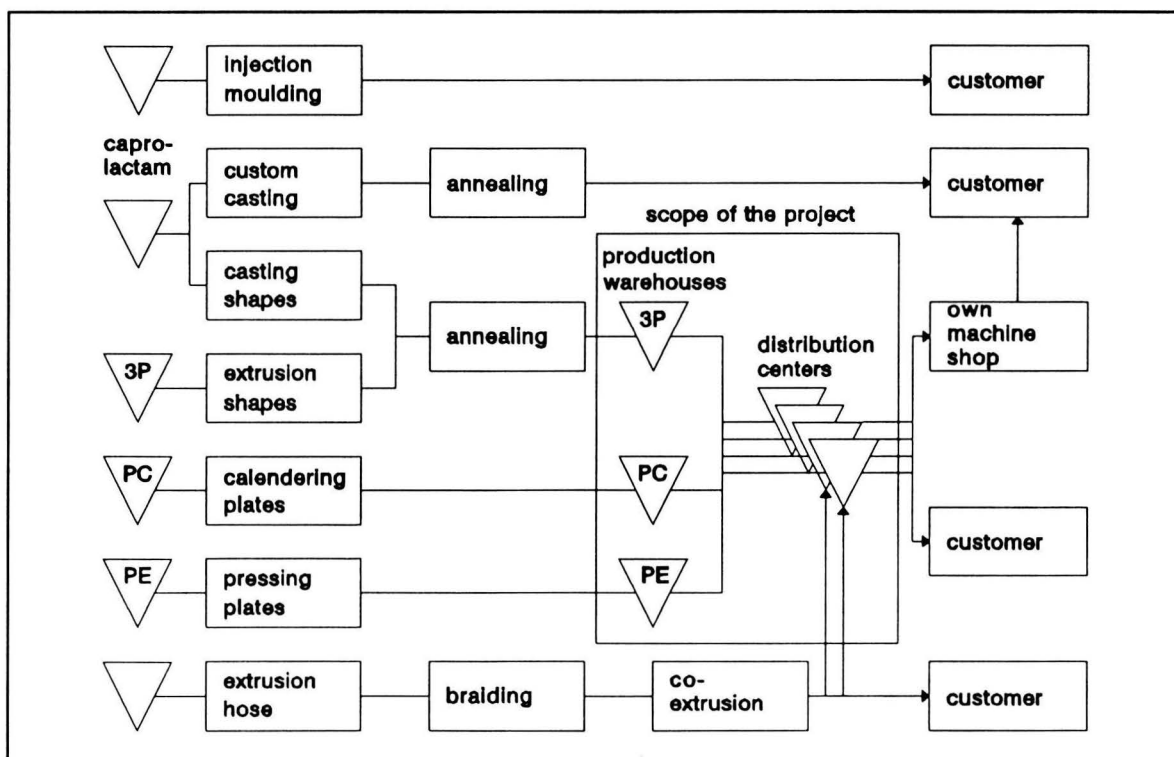 injection
moulding
customer
capro-
lactam
custom
casting
annealing
customer
scope of the project
casting
shapes
production
warehouses
3P
annealing
own
machine
shop
distribution
centers
3P
extrusion
shapes
PC
calendering
plates
PC
customer
PE
pressing
plates
PE
extrusion
hose
braiding
co-
extrusion
customer